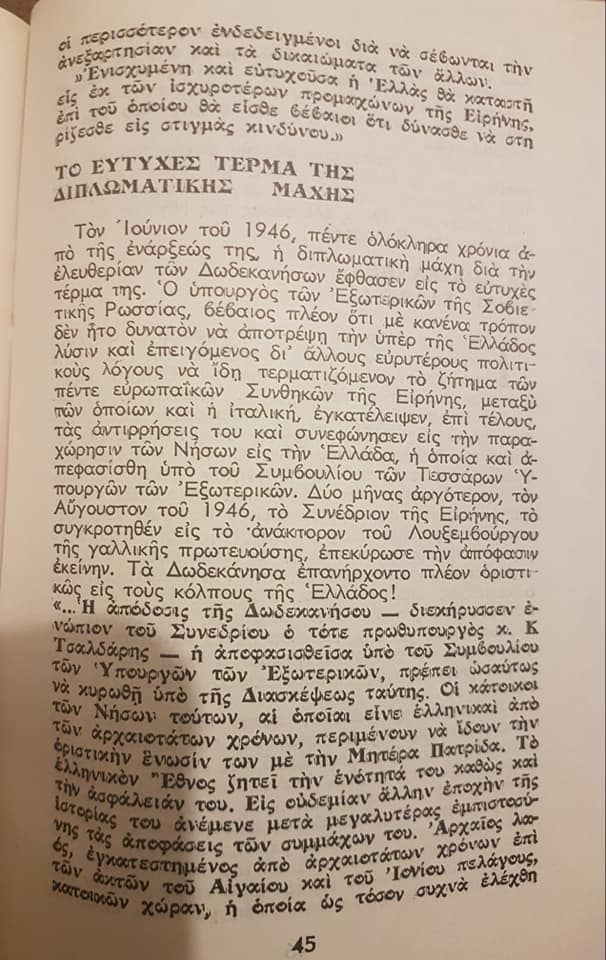 οἱ περισσότερον ἐνδεδειγμένοι διὰ νὰ σέβωνται τὴν
ἀνεξαρτησίαν καὶ τὰ δικαιώματα τῶν ἄλλων.
»Ἐνισχυμένη καὶ εὐτυχοῦσα ἡ Ἑλλὰς θὰ καταστῆ
εἷς ἐκ τῶν ἰσχυροτέρων προμαχώνων τῆς Εἰρήνης,
ἐπὶ τοῦ ὁποίου θὰ εἶσθε βέβαιοι ὅτι δύνασθε νὰ στη
ρίζεσθε εἰς στιγμὰς κινδύνου.»
ΤΟ ΕΥΤΥΧΕΣ ΤΕΡΜΑ ΤΗΣ
ΔΙΠΛΩΜΑΤΙΚΗΣ ΜΑΧΗΣ
Τὸν Ἰούνιον τοῦ 1946, πέντε ὁλόκληρα χρόνια ἀ-
πὸ τῆς ἐνάρξεώς της, ἡ διπλωματικὴ μάχη διὰ τὴν
ἐλευθερίαν τῶν Δωδεκανήσων ἔφθασεν εἰς τὸ εὐτυχὲς
τέρμα της. Ὁ ὑπουργὸς τῶν Ἐξωτερικῶν τῆς Σοβιε-
τικῆς Ρωσσίας, βέβαιος πλέον ὅτι μὲ κανένα τρόπον
δὲν ἦτο δυνατὸν νὰ ἀποτρέψη τὴν ὑπὲρ τῆς Ἑλλάδος
λύσιν καὶ ἐπειγόμενος δι' ἄλλους εὐρυτέρους πολιτι-
κοὺς λόγους νὰ ἴδη τερματιζόμενον τὸ ζήτημα τῶν
πέντε εὐρωπαϊκῶν Συνθηκῶν τῆς Εἰρήνης, μεταξὺ
τῶν ὁποίων καὶ ἡ ἰταλική, ἐγκατέλειψεν, ἐπὶ τέλους,
τὰς ἀντιρρήσεις του καὶ συνεφώνησεν εἰς τὴν παρα-
χώρησιν τῶν Νήσων εἰς τὴν Ἑλλάδα, ἡ ὁποία καὶ ἀ-
πεφασίσθη ὑπὸ τοῦ Συμβουλίου τῶν Τεσσάρων Ὑ-
πουργῶν τῶν Ἐξωτερικῶν. Δύο μῆνας ἀργότερον, τὸν
Αὔγουστον τοῦ 1946, τὸ Συνέδριον τῆς Εἰρήνης, τὸ
συγκροτηθὲν εἰς τὸ ἀνάκτορον τοῦ Λουξεμβούργου
τῆς γαλλικῆς πρωτευούσης, ἐπεκύρωσε τὴν ἀπόφασιν
ἐκείνην. Τὰ Δωδεκάνησα ἐπανήρχοντο πλέον ὁριστι-
κῶς εἰς τοὺς κόλπους τῆς Ἑλλάδος!
«...Ἡ ἀπόδοσις τῆς Δωδεκανήσου — διεκήρυσσεν ἐ-
νώπιον τοῦ Συνεδρίου ὁ τότε πρωθυπουργὸς κ. Κ
Τσαλδάρης — ἡ ἀποφασισθεῖσα ὑπὸ τοῦ Συμβουλίου
τῶν Ὑπουργῶν τῶν Ἐξωτερικῶν, πρέπει ὡσαύτως
νὰ κυρωθῆ ὑπὸ τῆς Διασκέψεως ταύτης. Οἱ κάτοικοι
τῶν Νήσων τούτων, αἱ ὁποῖαι εἶνε ἑλληνικαὶ ἀπὸ
τῶν ἀρχαιοτάτων χρόνων, περιμένουν νὰ ἴδουν τὴν
ὁριστικὴν ἕνωσίν των μὲ τὴν Μητέρα Πατρίδα. Τὸ
ἑλληνικὸν Ἔθνος ζητεῖ τὴν ἑνότητά του καθὼς καὶ
τὴν ἀσφάλειάν του. Εἰς οὐδεμίαν ἄλλην ἐποχὴν τῆς
ἱστορίας του ἀνέμενε μετὰ μεγαλυτέρας ἐμπιστοσύ-
νης τὰς ἀποφάσεις τῶν συμμάχων του. Ἀρχαῖος λα-
ός, ἐγκατεστημένος ἀπὸ ἀρχαιοτάτων χρόνων ἐπὶ
τῶν ἀκτῶν τοῦ Αἰγαίου καὶ τοῦ Ἰονίου πελάγους,
κατοικῶν χώραν, ἡ ὁποία ὡς τόσον συχνὰ ἐλέχθη
45